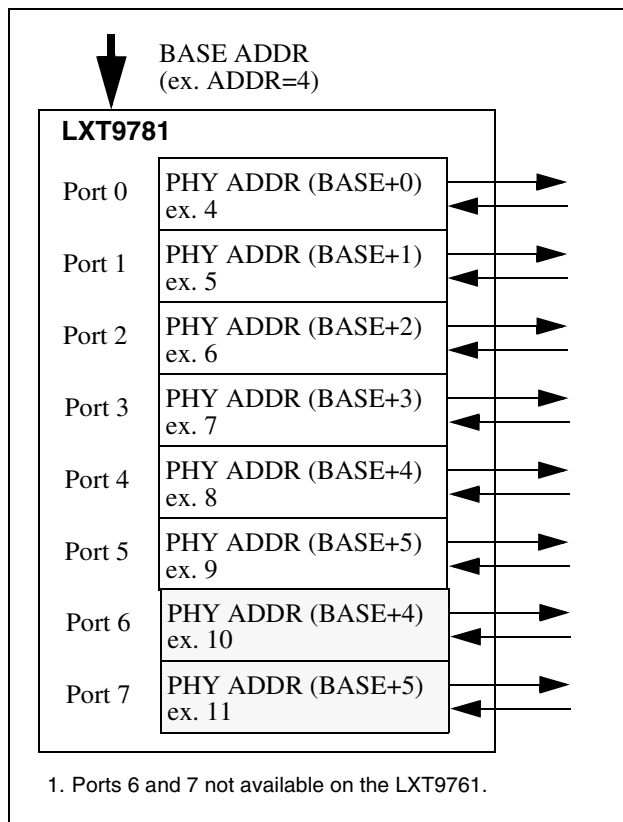 BASE ADDR
(ex. ADDR=4)
LXT9781
Port 0
PHY ADDR (BASE+0)
ex. 4
Port 1
PHY ADDR (BASE+1)
ex. 5
Port 2
PHY ADDR (BASE+2)
ex. 6
Port 3
PHY ADDR (BASE+3)
ex. 7
Port 4
PHY ADDR (BASE+4)
ex. 8
Port 5
PHY ADDR (BASE+5)
ex. 9
Port 6
PHY ADDR (BASE+4)
ex. 10
Port 7
PHY ADDR (BASE+5)
ex. 11
1. Ports 6 and 7 not available on the LXT9761.